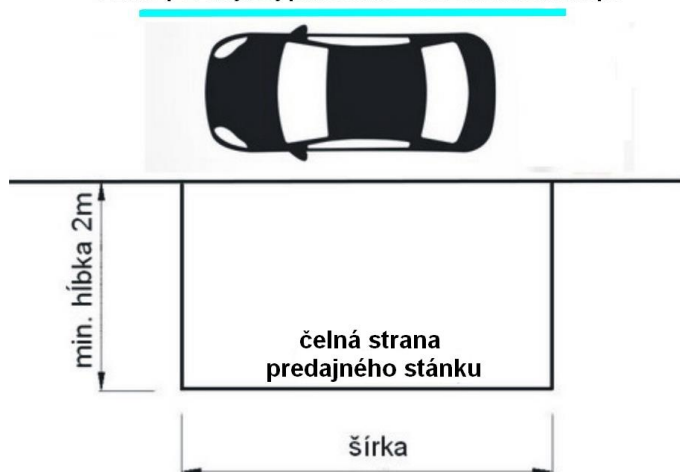 min. hĺbka 2m
čelná strana
predajného stánku
šírka